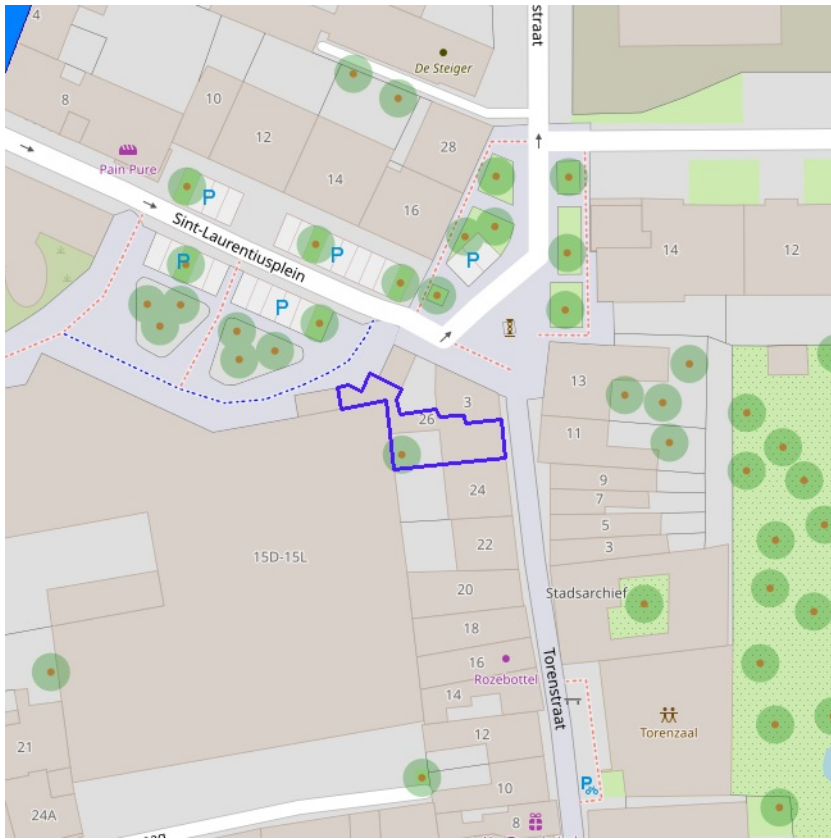 4
straat
De Steiger
8
10
12
28
Pain Pure
14
P
16
Sint-Laurentiusplein
P
P
P
14
12
P
13
3
26
11
24
9
7
5
22
3
15D-15L
20
Stadsarchief
18
16
Rozebottel
14
Torenstraat
12
Torenzaal
21
10
P
24A
8